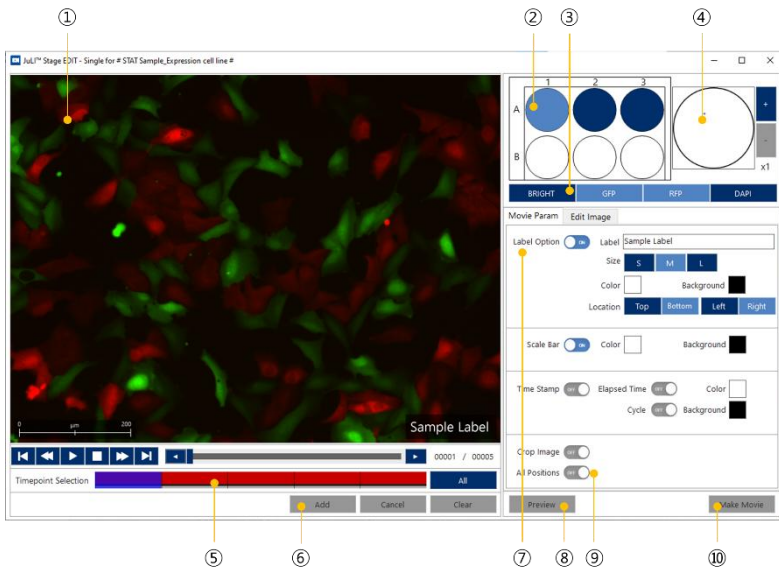 ① ② ③ ④
JuLI™ Stage EDIT - Single for # STAT Sample_Expression cell line #
1 2 3
A
B
+
-
x1
BRIGHT GFP RFP DAPI
Movie Param Edit Image
Label Option ON Label Sample Label
Size S M L
Color Background
Location Top Bottom Left Right
Scale Bar ON Color Background
Time Stamp OFF Elapsed Time OFF Color
Cycle OFF Background
Crop Image OFF
All Positions OFF
0 μm 200
Sample Label
00001 / 00005
Timepoint Selection All
Add Cancel Clear
Preview Make Movie
⑤ ⑥ ⑦ ⑧ ⑨ ⑩